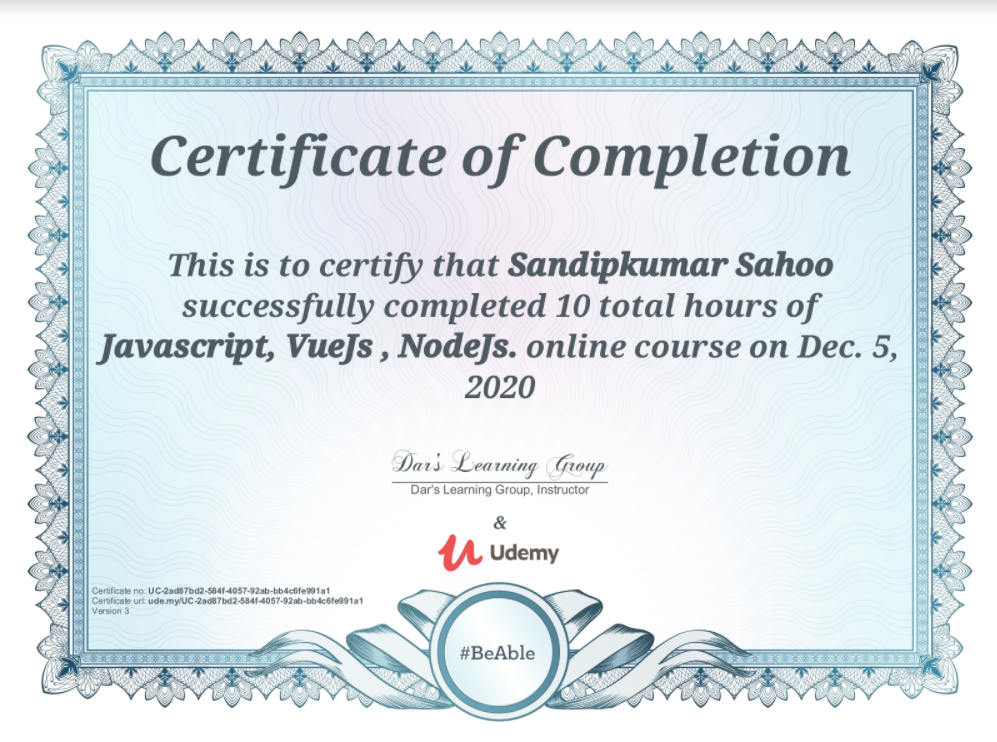 Certificate of Completion
This is to certify that Sandipkumar Sahoo
successfully completed 10 total hours of
Javascript, VueJs , NodeJs. online course on Dec. 5,
2020
Dar's Learning Group
Dar's Learning Group, Instructor
&
Udemy
Certificate no: UC-2ad87bd2-584f-4057-92ab-bb4c6fe991a1
Certificate url: ude.my/UC-2ad87bd2-584f-4057-92ab-bb4c6fe991a1
Version 3
#BeAble